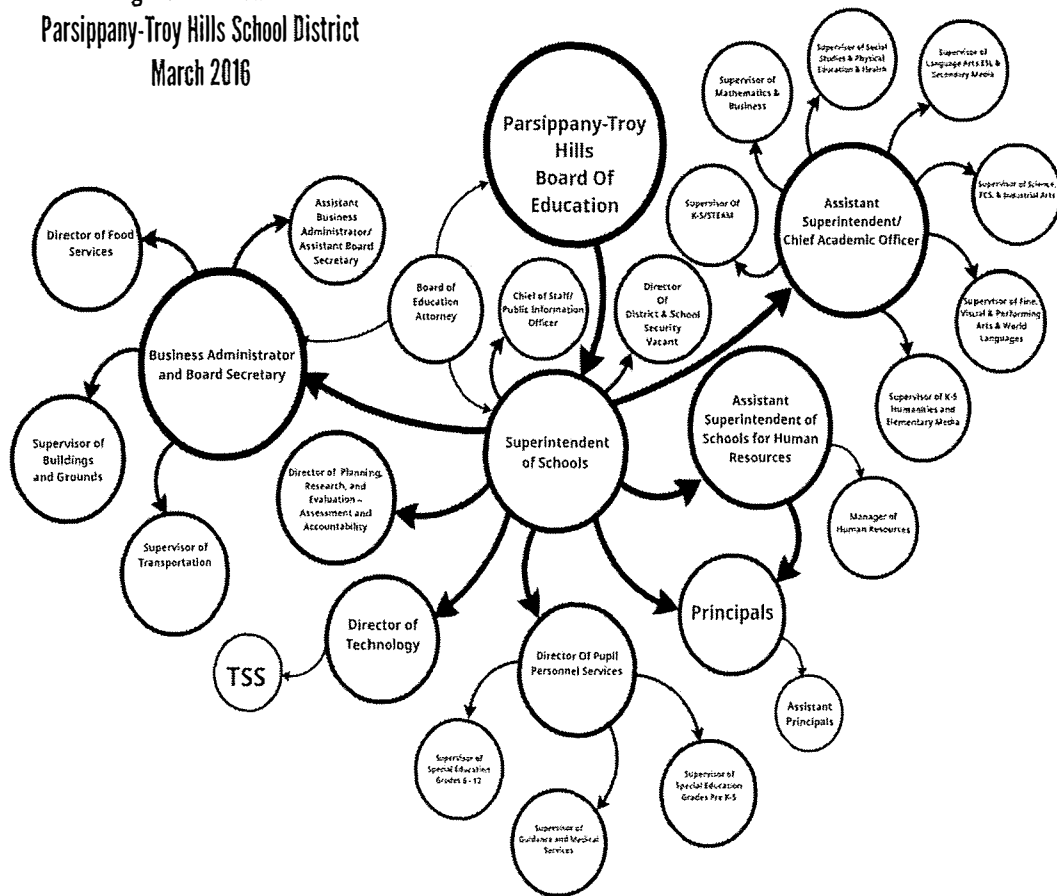 Parsippany-Troy Hills School District
March 2016
Parsippany-Troy
Hills
Board Of
Education
Supervisor of Social
Studies & Physical
Education & Health
Supervisor of
Language Arts ESL &
Secondary Media
Supervisor of
Mathematics &
Business
Supervisor of Science,
FCS, & Industrial Arts
Supervisor Of
K-5/STEAM
Assistant
Superintendent/
Chief Academic Officer
Supervisor of Fine,
Visual & Performing
Arts & World
Languages
Supervisor of K-5
Humanities and
Elementary Media
Director of Food
Services
Assistant
Business
Administrator/
Assistant Board
Secretary
Board of
Education
Attorney
Chief of Staff/
Public Information
Officer
Director
Of
District & School
Security
Vacant
Business Administrator
and Board Secretary
Supervisor of
Buildings
and Grounds
Supervisor of
Transportation
Director of Planning,
Research, and
Evaluation –
Assessment and
Accountability
Superintendent
of Schools
Assistant
Superintendent of
Schools for Human
Resources
Manager of
Human Resources
Principals
Assistant
Principals
Director of
Technology
TSS
Director Of Pupil
Personnel Services
Supervisor of
Special Education
Grades 6 - 12
Supervisor of
Guidance and Medical
Services
Supervisor of
Special Education
Grades Pre K-5